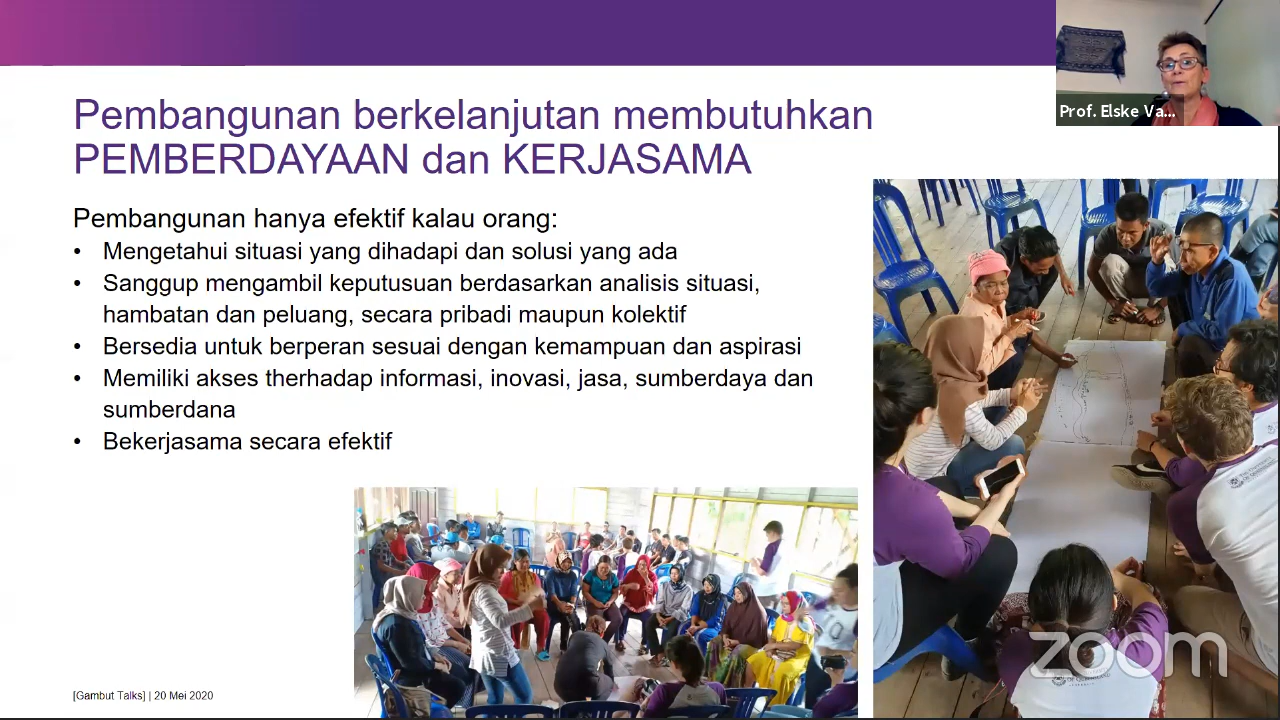 Prof. Elske Va...
Pembangunan berkelanjutan membutuhkan
PEMBERDAYAAN dan KERJASAMA
Pembangunan hanya efektif kalau orang:
• Mengetahui situasi yang dihadapi dan solusi yang ada
• Sanggup mengambil keputusuan berdasarkan analisis situasi,
hambatan dan peluang, secara pribadi maupun kolektif
• Bersedia untuk berperan sesuai dengan kemampuan dan aspirasi
• Memiliki akses therhadap informasi, inovasi, jasa, sumberdaya dan
sumberdana
• Bekerjasama secara efektif
[Gambut Talks] | 20 Mei 2020
zoom